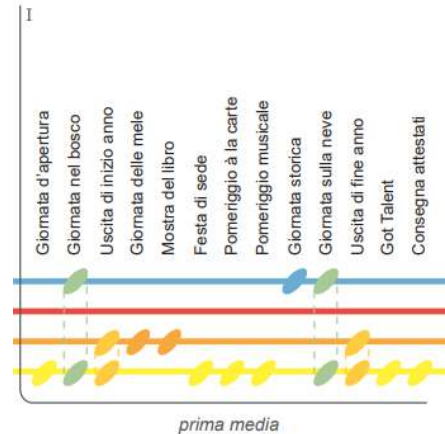 I
Giornata d'apertura
Giornata nel bosco
Uscita di inizio anno
Giornata delle mele
Mostra del libro
Festa di sede
Pomeriggio à la carte
Pomeriggio musicale
Giornata storica
Giornata sulla neve
Uscita di fine anno
Got Talent
Consegna attestati
prima media